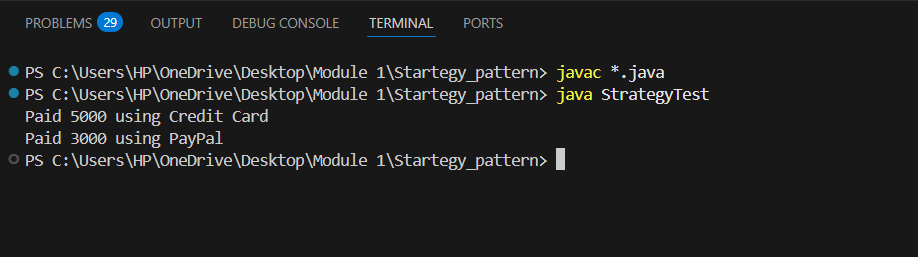 PROBLEMS 29 OUTPUT DEBUG CONSOLE TERMINAL PORTS
PS C:\Users\HP\OneDrive\Desktop\Module 1\Startegy_pattern> javac *.java
PS C:\Users\HP\OneDrive\Desktop\Module 1\Startegy_pattern> java StrategyTest
Paid 5000 using Credit Card
Paid 3000 using PayPal
PS C:\Users\HP\OneDrive\Desktop\Module 1\Startegy_pattern>